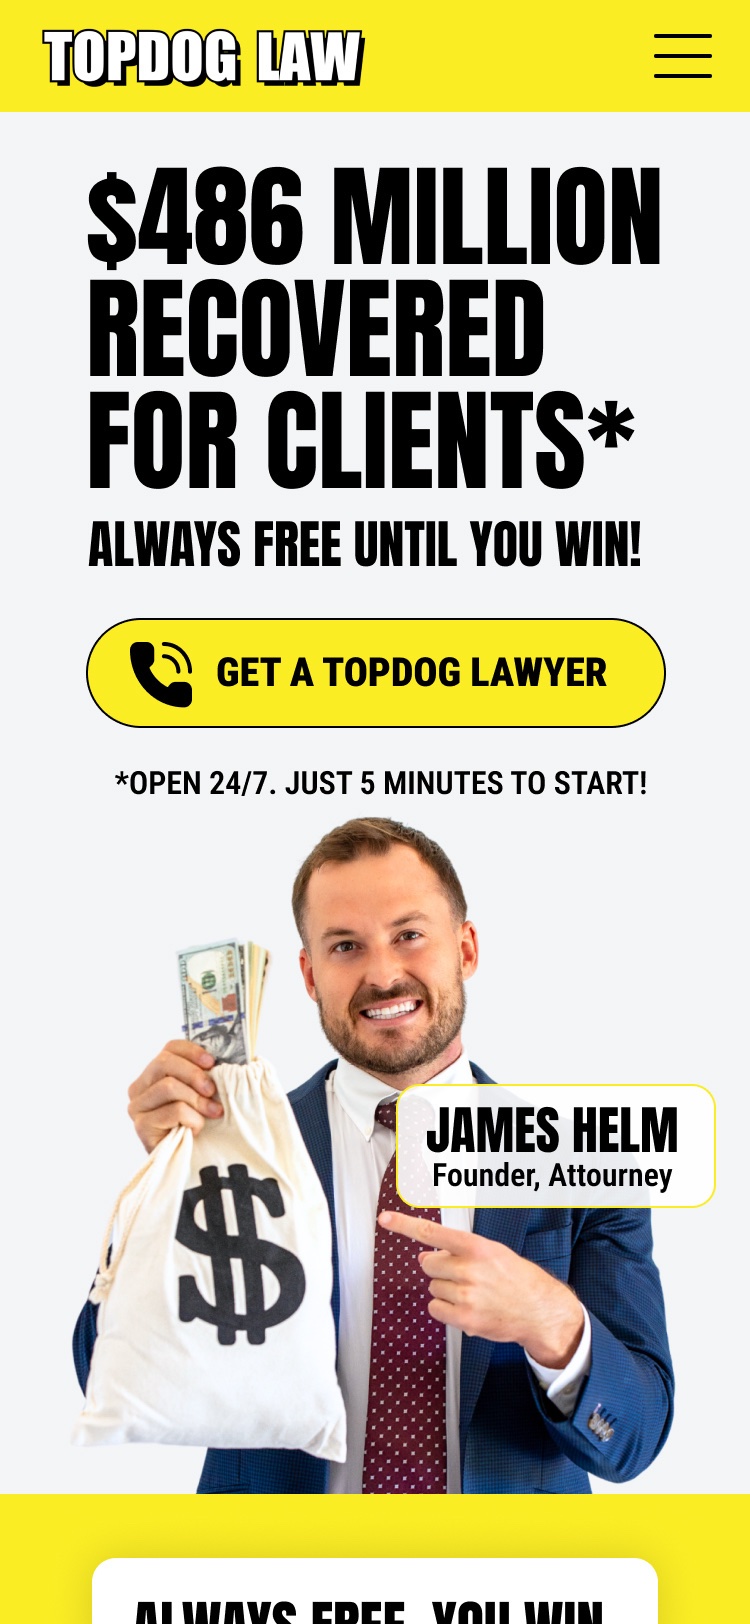 TOPDOG LAW
$486 MILLION
RECOVERED
FOR CLIENTS*
ALWAYS FREE UNTIL YOU WIN!
GET A TOPDOG LAWYER
*OPEN 24/7. JUST 5 MINUTES TO START!
JAMES HELM
Founder, Attourney
$
ALWAYS FREE, YOU WIN